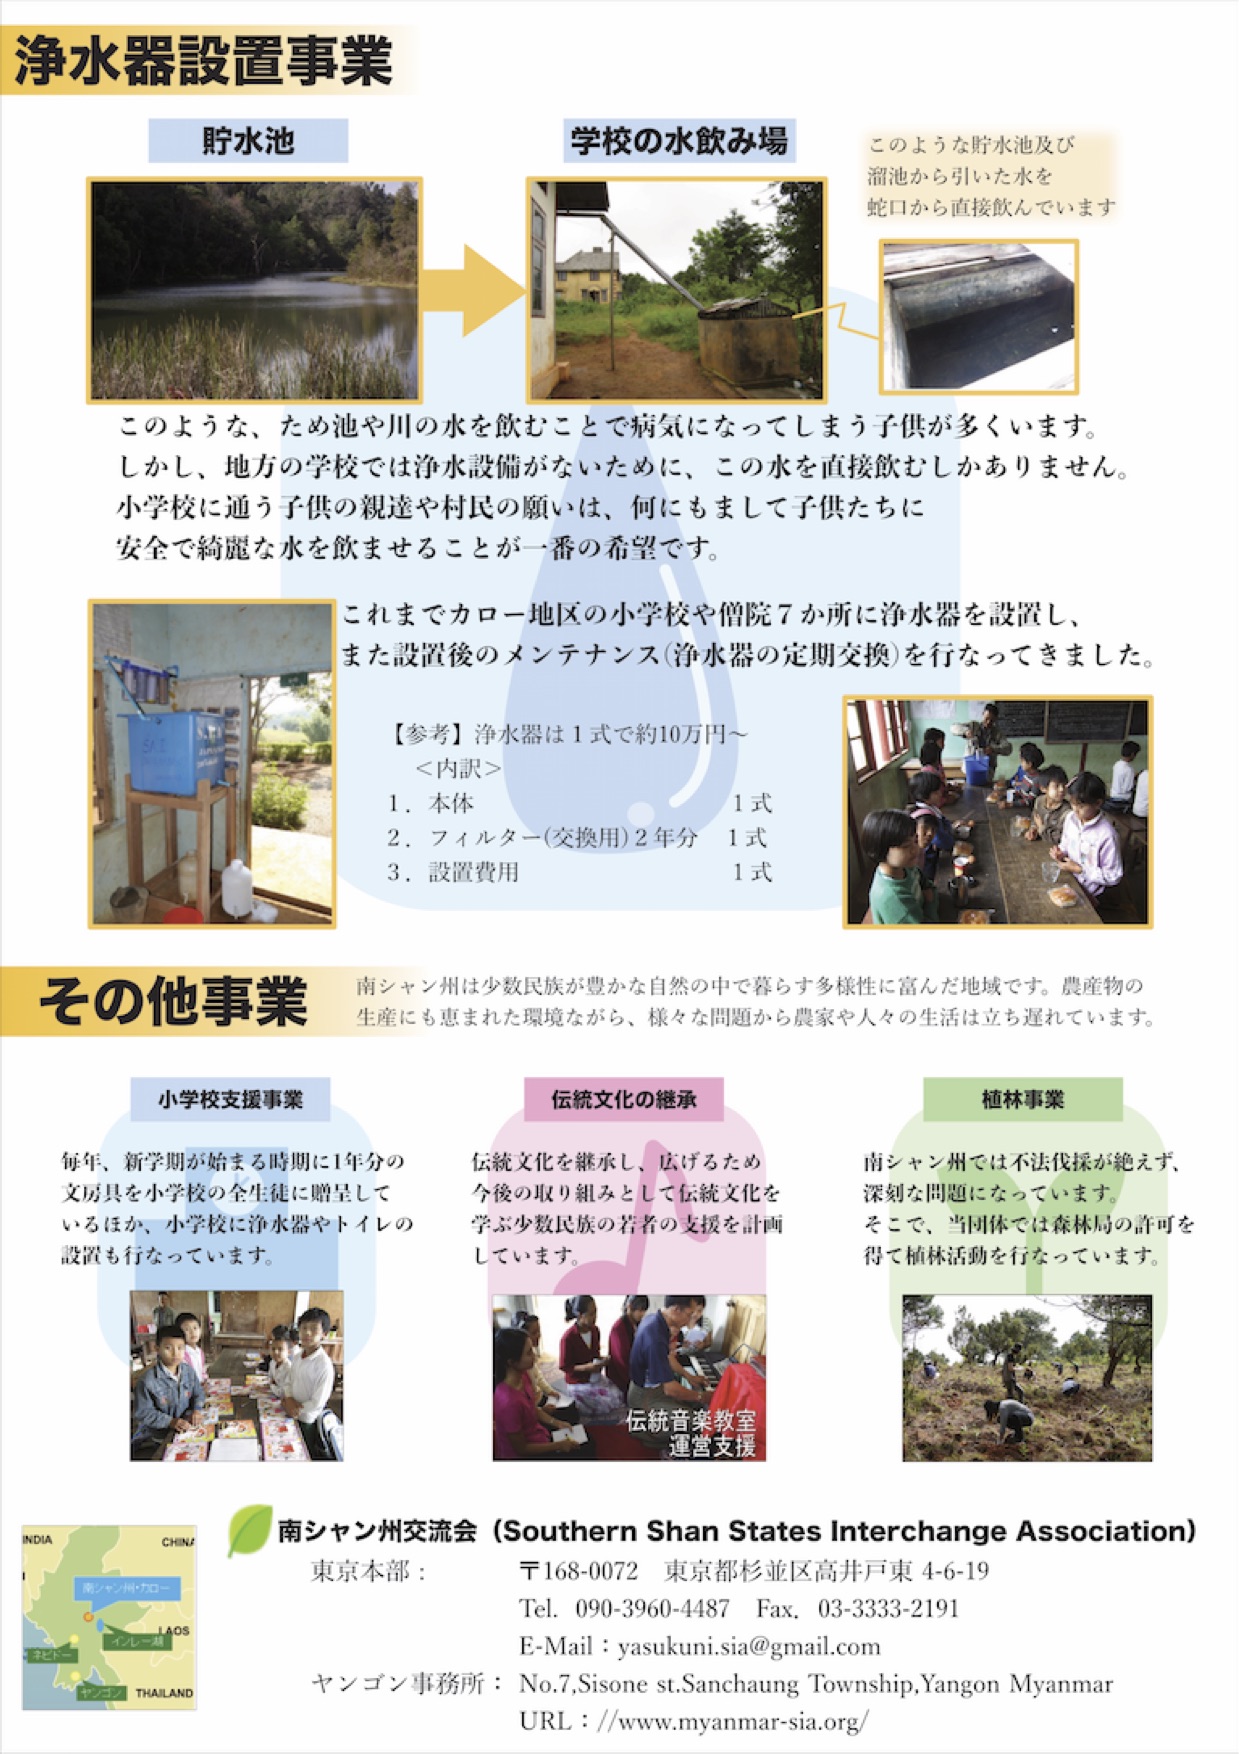 浄水器設置事業
貯水池
学校の水飲み場
このような貯水池及び
溜池から引いた水を
蛇口から直接飲んでいます
このような、ため池や川の水を飲むことで病気になってしまう子供が多くいます。
しかし、地方の学校では浄水設備がないために、この水を直接飲むしかありません。
小学校に通う子供の親達や村民の願いは、何にもまして子供たちに
安全で綺麗な水を飲ませることが一番の希望です。
これまでカロー地区の小学校や僧院７か所に浄水器を設置し、
また設置後のメンテナンス(浄水器の定期交換)を行なってきました。
【参考】浄水器は１式で約10万円～
＜内訳＞
1．本体 １式
2．フィルター(交換用)２年分 １式
3．設置費用 １式
その他事業
南シャン州は少数民族が豊かな自然の中で暮らす多様性に富んだ地域です。農産物の
生産にも恵まれた環境ながら、様々な問題から農家や人々の生活は立ち遅れています。
小学校支援事業
毎年、新学期が始まる時期に1年分の
文房具を小学校の全生徒に贈呈して
いるほか、小学校に浄水器やトイレの
設置も行なっています。
伝統文化の継承
伝統文化を継承し、広げるため
今後の取り組みとして伝統文化を
学ぶ少数民族の若者の支援を計画
しています。
伝統音楽教室
運営支援
植林事業
南シャン州では不法伐採が絶えず、
深刻な問題になっています。
そこで、当団体では森林局の許可を
得て植林活動を行なっています。
INDIA
CHINA
南シャン州・カロー
LAOS
インレー湖
ネピドー
ヤンゴン
THAILAND
南シャン州交流会（Southern Shan States Interchange Association）
東京本部： 〒168-0072 東京都杉並区高井戸東 4-6-19
Tel. 090-3960-4487 Fax. 03-3333-2191
E-Mail：yasukuni.sia@gmail.com
ヤンゴン事務所： No.7,Sisone st.Sanchaung Township,Yangon Myanmar
URL：//www.myanmar-sia.org/